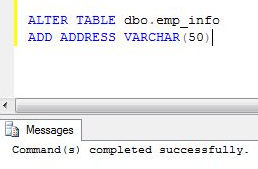 ALTER TABLE dbo.emp_info
ADD ADDRESS VARCHAR(50)
Messages
Command(s) completed successfully.